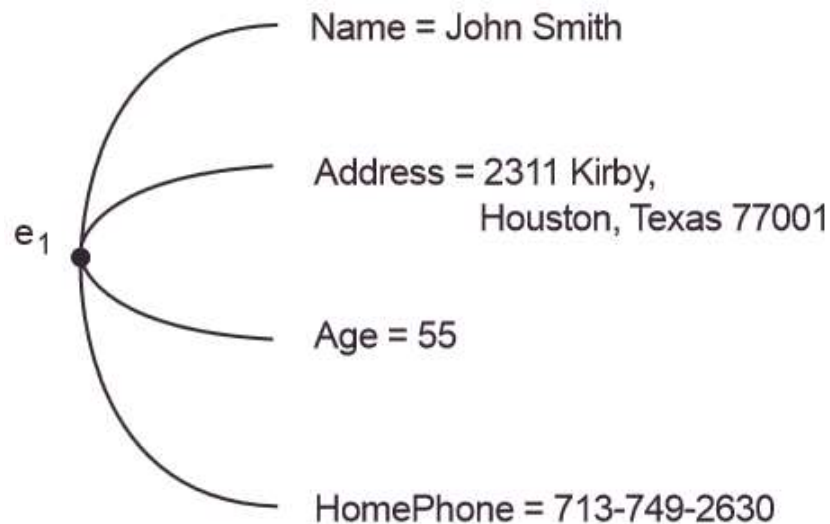 Name = John Smith
Address = 2311 Kirby,
Houston, Texas 77001
e1
Age = 55
HomePhone = 713-749-2630